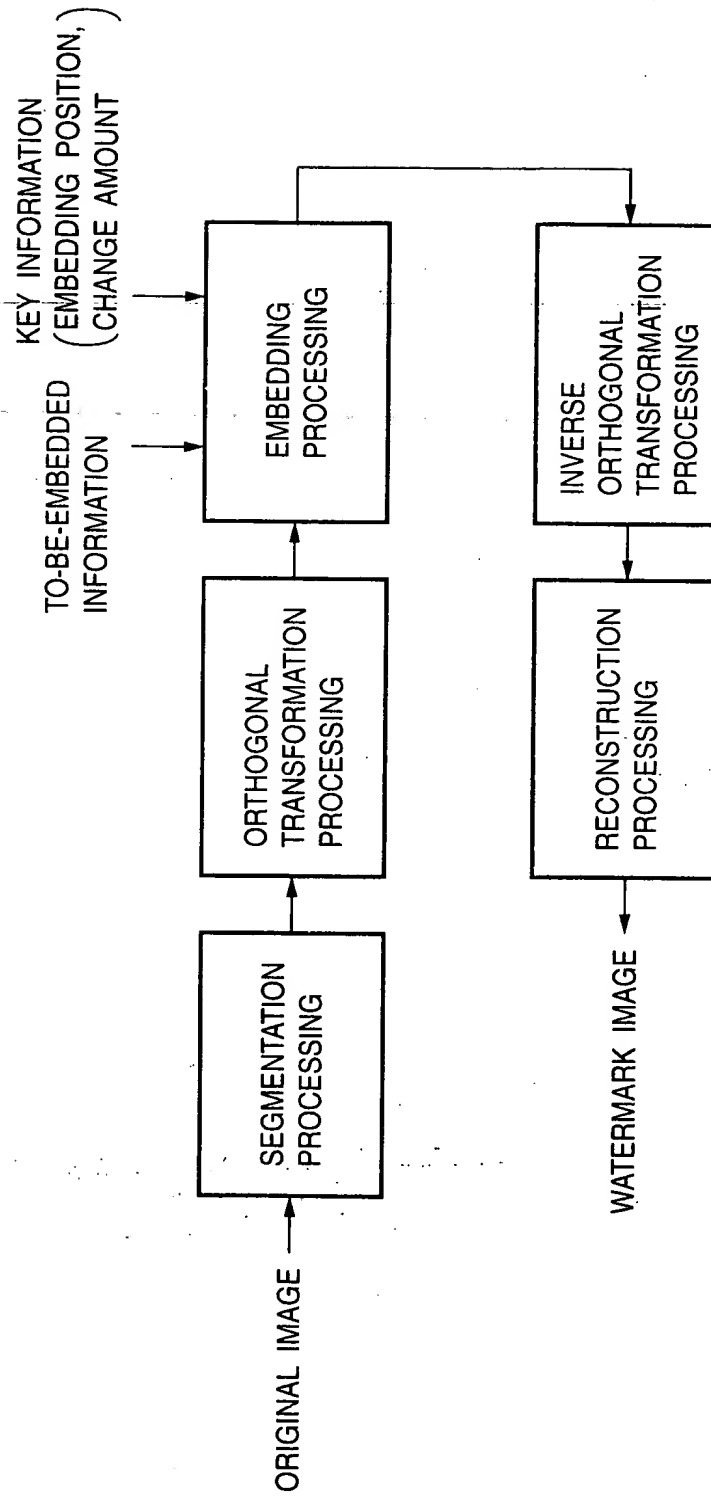 KEY INFORMATION
(EMBEDDING POSITION,
CHANGE AMOUNT)
TO-BE-EMBEDDED
INFORMATION
ORIGINAL IMAGE
SEGMENTATION
PROCESSING
ORTHOGONAL
TRANSFORMATION
PROCESSING
EMBEDDING
PROCESSING
INVERSE
ORTHOGONAL
TRANSFORMATION
PROCESSING
RECONSTRUCTION
PROCESSING
WATERMARK IMAGE